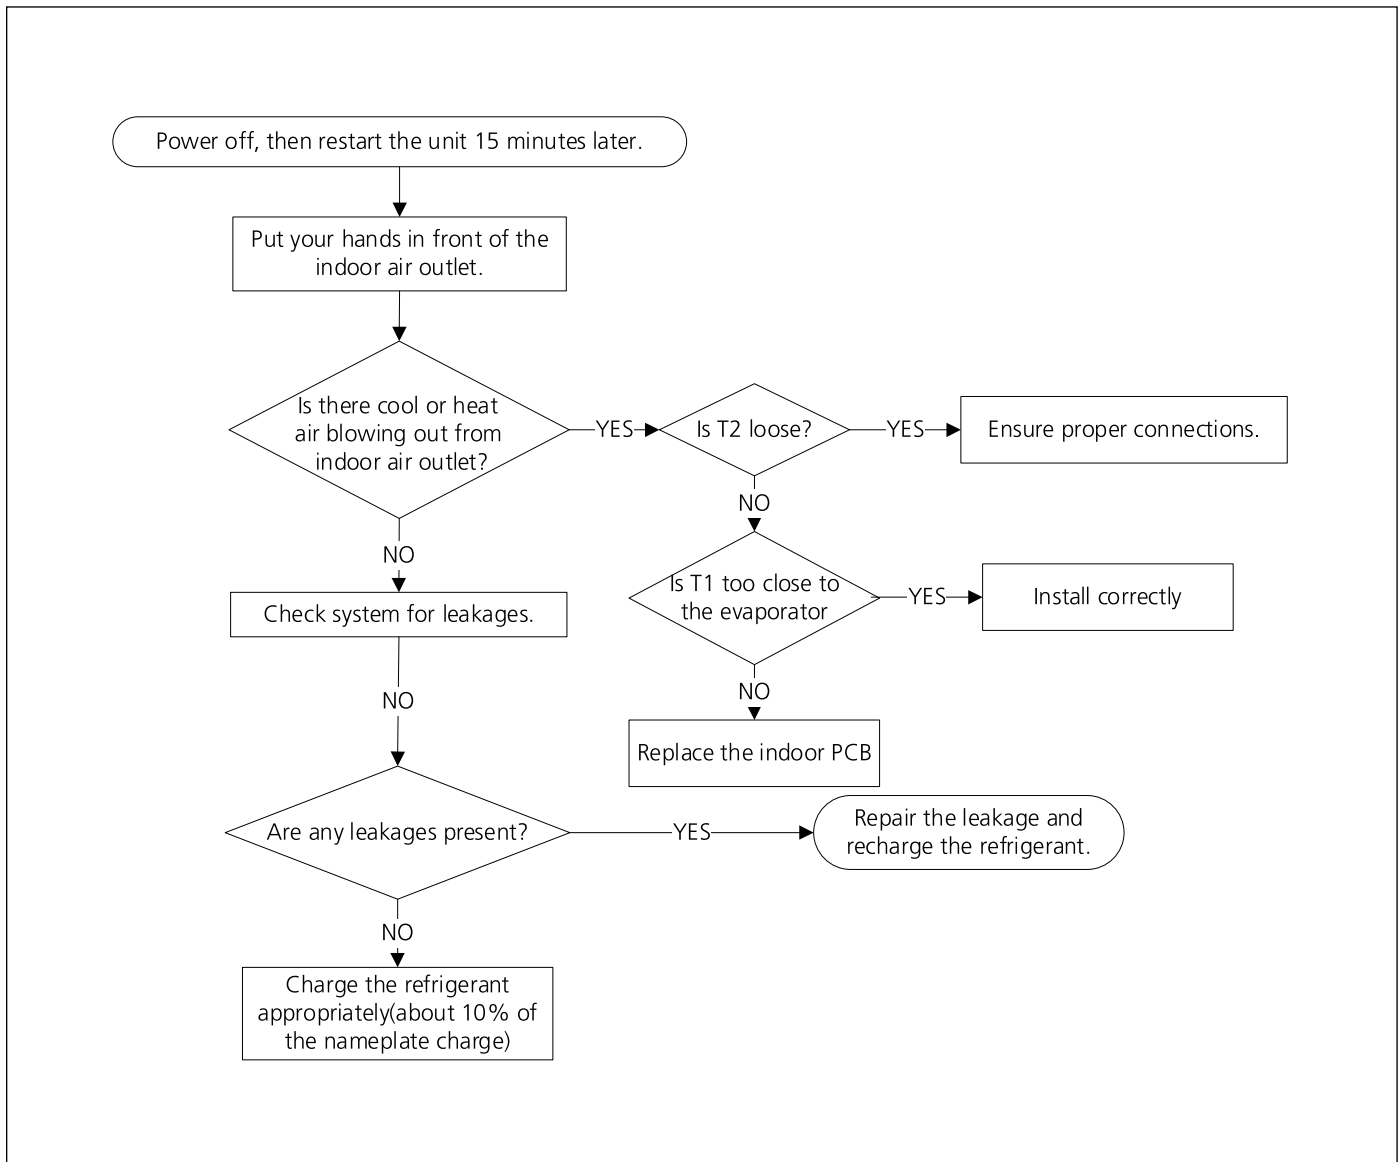 Power off, then restart the unit 15 minutes later.
Put your hands in front of the
indoor air outlet.
Is there cool or heat
air blowing out from
indoor air outlet?
YES
Is T2 loose?
YES
Ensure proper connections.
NO
NO
Is T1 too close to
the evaporator
YES
Install correctly
Check system for leakages.
NO
NO
Replace the indoor PCB
Are any leakages present?
YES
Repair the leakage and
recharge the refrigerant.
NO
Charge the refrigerant
appropriately(about 10% of
the nameplate charge)